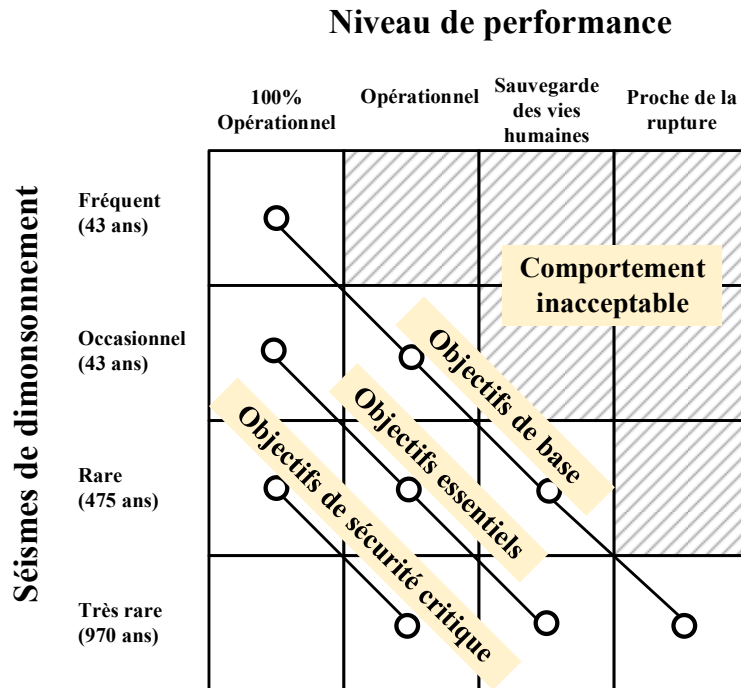 Niveau de performance
100%
Opérationnel
Opérationnel
Sauvegarde
des vies
humaines
Proche de la
rupture
Séismes de dimonsonnement
Fréquent
(43 ans)
Comportement
inacceptable
Occasionnel
(43 ans)
Objectifs de base
Objectifs essentiels
Objectifs de sécurité critique
Rare
(475 ans)
Très rare
(970 ans)